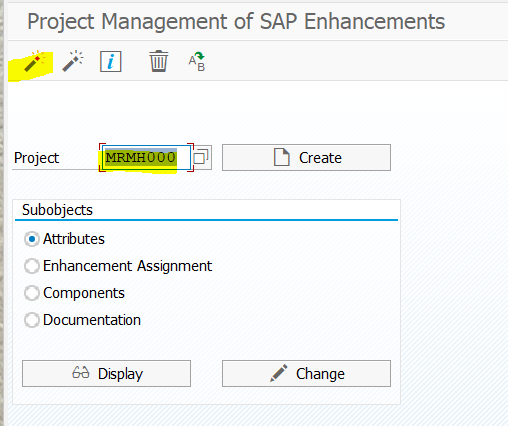 Project Management of SAP Enhancements
i
A
B
Project MRMH000 Create
Subobjects
Attributes
Enhancement Assignment
Components
Documentation
Display Change